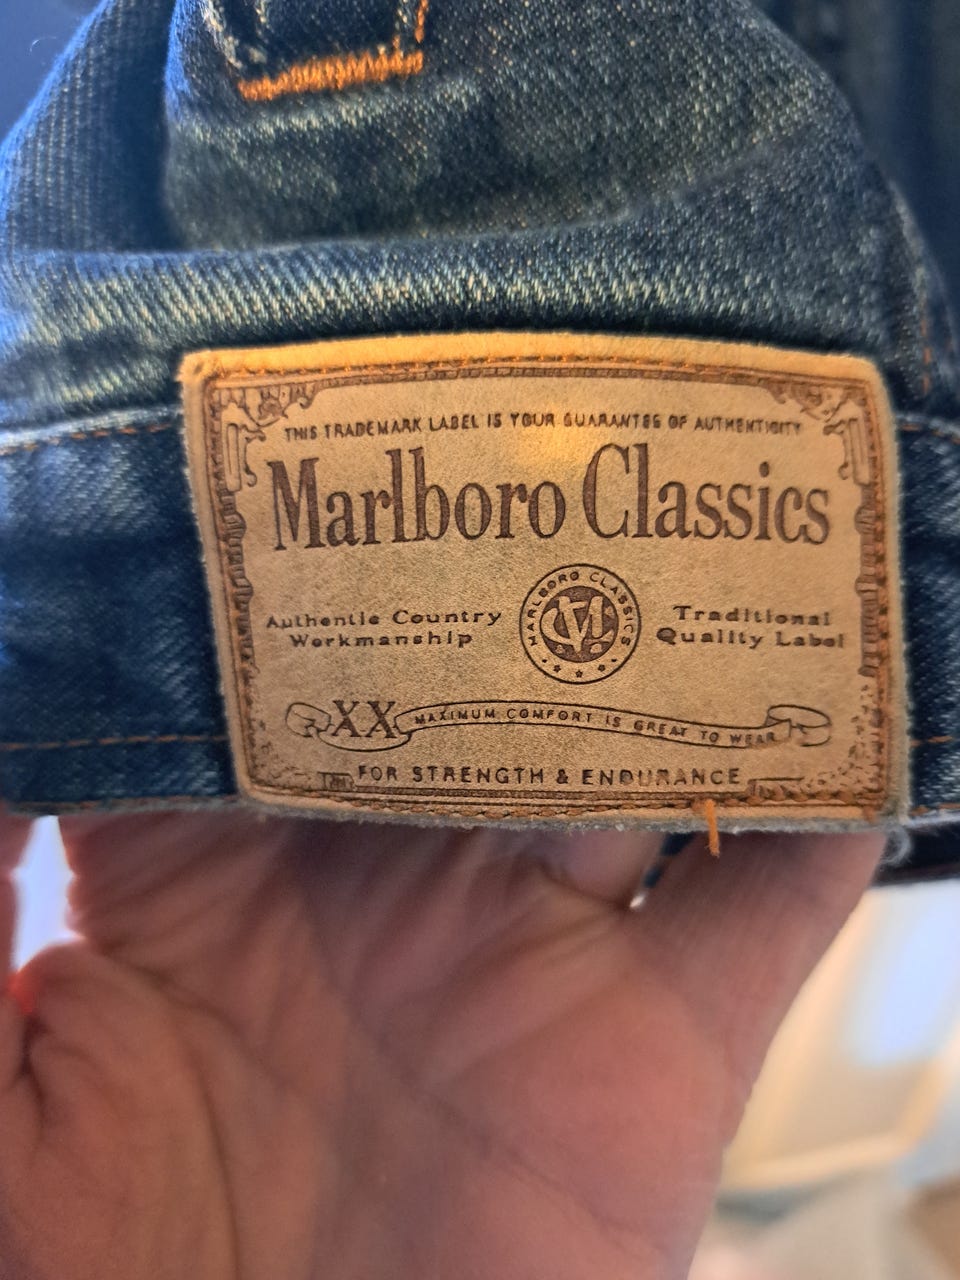 THIS TRADEMARK LABEL IS YOUR GUARANTEE OF AUTHENTICITY
Marlboro Classics
MARLBORO CLASSICS
MC
Authentic Country
Workmanship
Traditional
Quality Label
XX MAXIMUM COMFORT IS GREAT TO WEAR
FOR STRENGTH & ENDURANCE